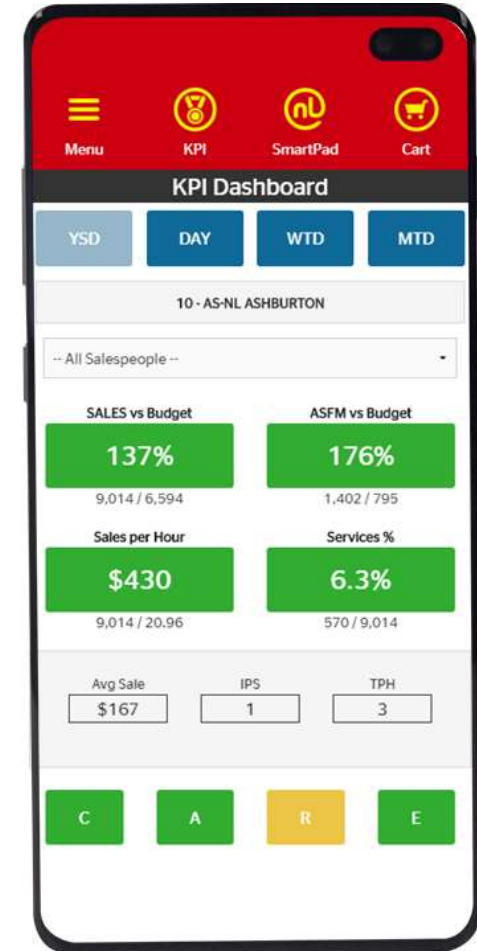 nL
Menu KPI SmartPad Cart
KPI Dashboard
YSD DAY WTD MTD
10 - AS-NL ASHBURTON
-- All Salespeople --
SALES vs Budget ASFM vs Budget
137% 176%
9,014 / 6,594 1,402 / 795
Sales per Hour Services %
$430 6.3%
9,014 / 20.96 570 / 9,014
Avg Sale IPS TPH
$167 1 3
C A R E